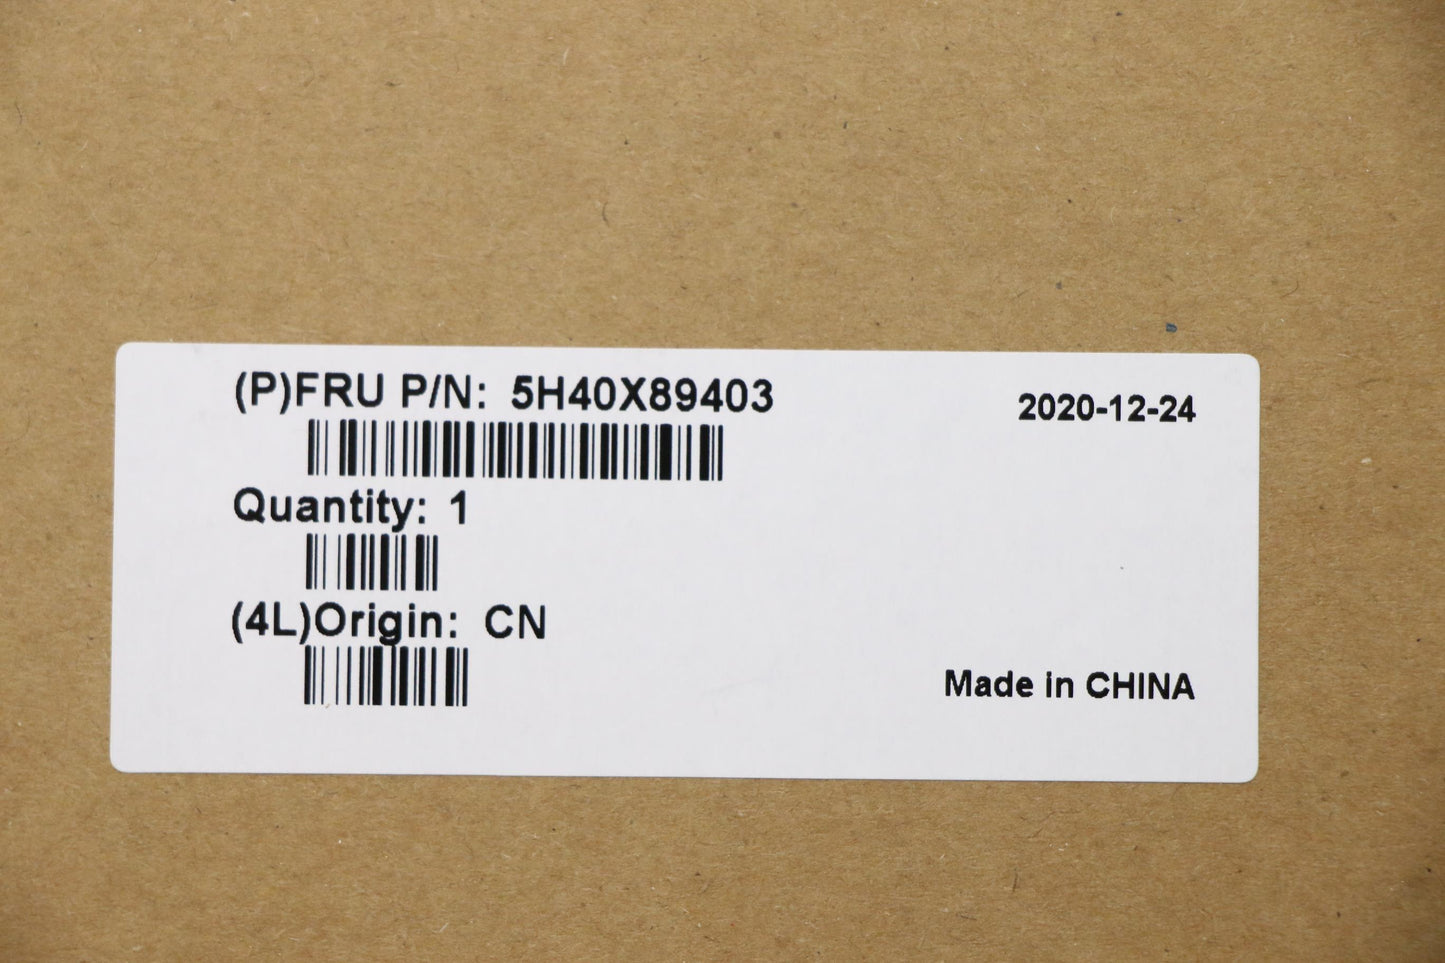 (P)FRU P/N: 5H40X89403
2020-12-24
Quantity: 1
(4L)Origin: CN
Made in CHINA